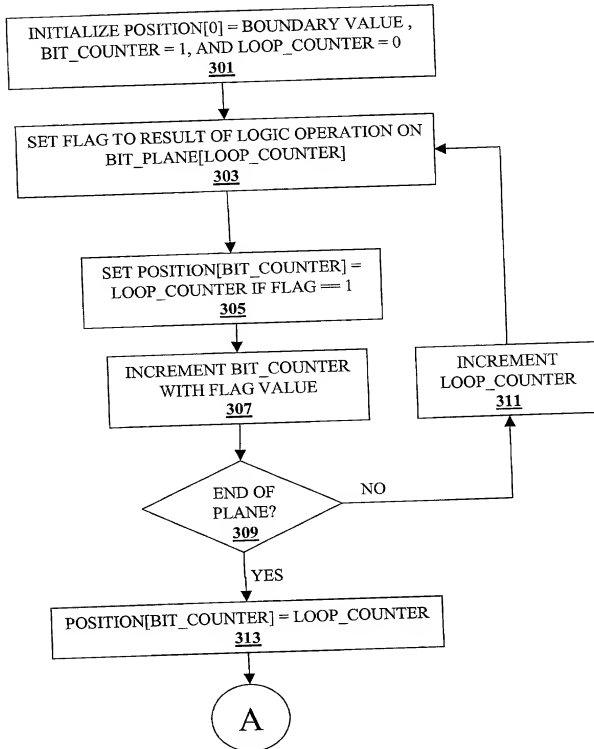 INITIALIZE POSITION[0] = BOUNDARY VALUE ,
BIT_COUNTER = 1, AND LOOP_COUNTER = 0
301
SET FLAG TO RESULT OF LOGIC OPERATION ON
BIT_PLANE[LOOP_COUNTER]
303
SET POSITION[BIT_COUNTER] =
LOOP_COUNTER IF FLAG == 1
305
INCREMENT BIT_COUNTER
WITH FLAG VALUE
307
INCREMENT
LOOP_COUNTER
311
END OF
PLANE?
309
NO
YES
POSITION[BIT_COUNTER] = LOOP_COUNTER
313
A